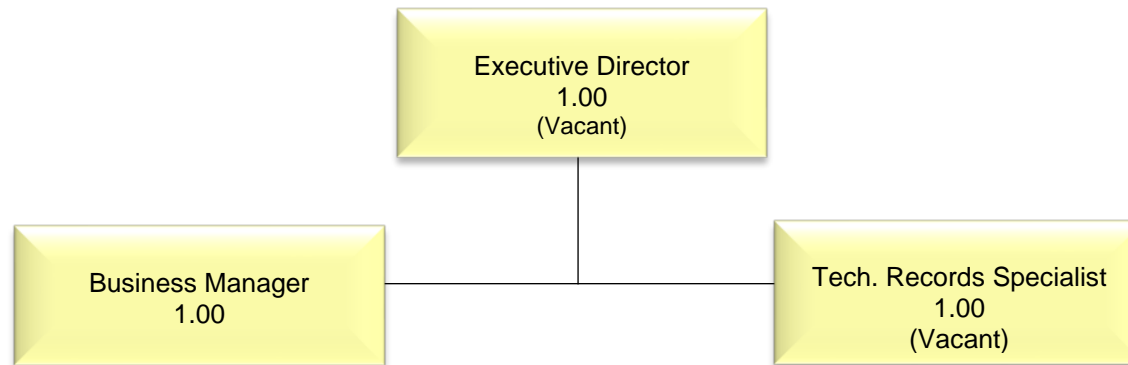 Executive Director
1.00
(Vacant)
Business Manager
1.00
Tech. Records Specialist
1.00
(Vacant)